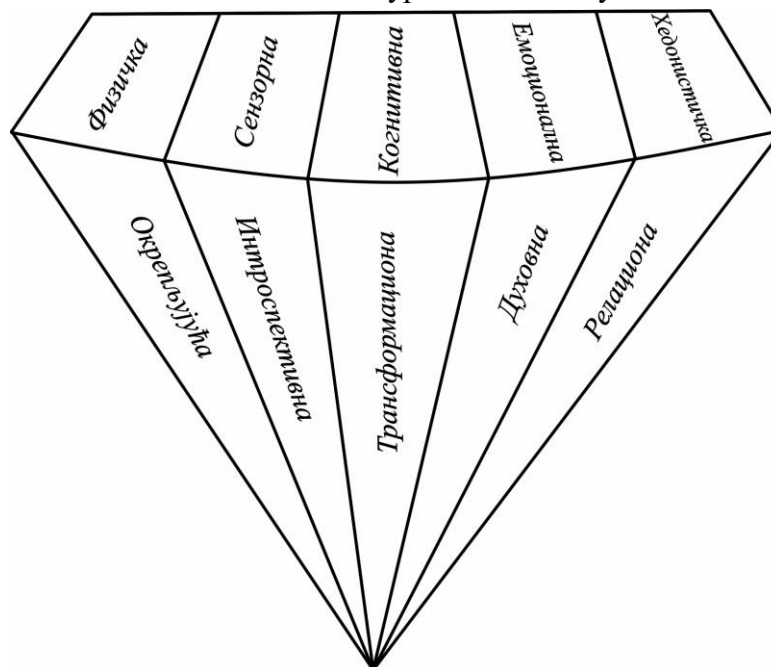 Физичка
Сензорна
Когнитивна
Емоционална
Хедонистичка
Окрепљујућа
Интроспективна
Трансформациона
Духовна
Релациона